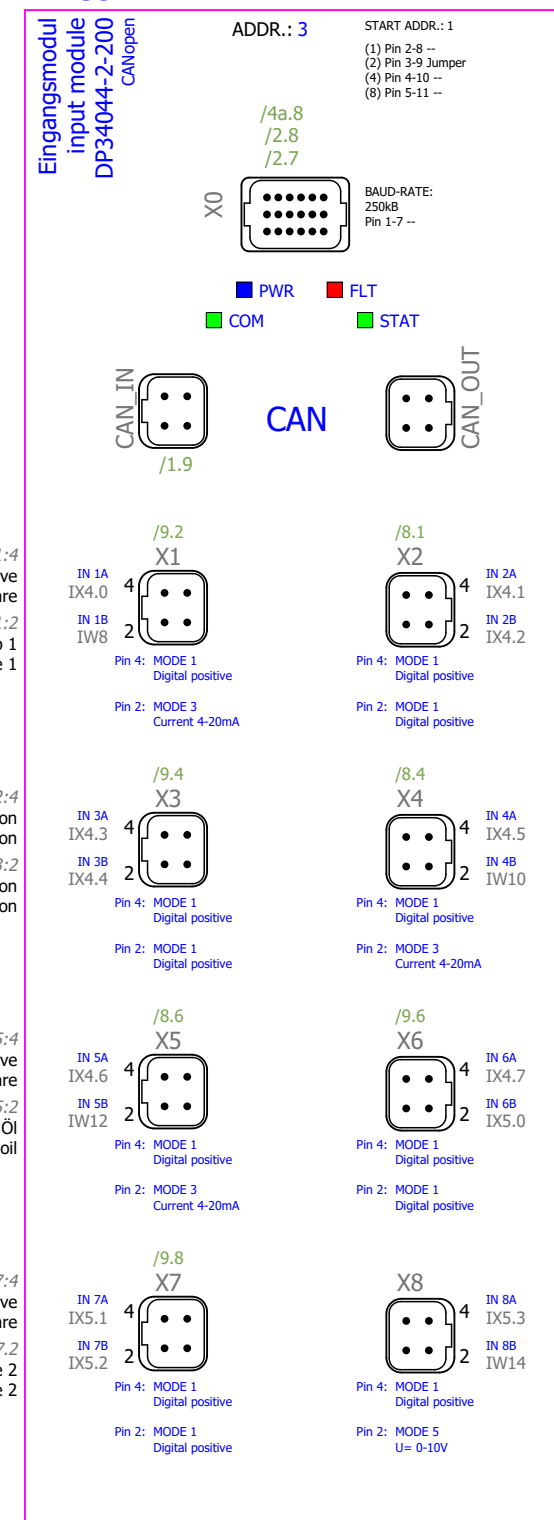 Eingangsmodul
input module
DP34044-2-200
CANopen
ADDR.: 3
START ADDR.: 1
(1) Pin 2-8 --
(2) Pin 3-9 Jumper
(4) Pin 4-10 --
(8) Pin 5-11 --
/4a.8
/2.8
/2.7
X0
BAUD-RATE:
250kB
Pin 1-7 --
PWR
FLT
COM
STAT
CAN_IN
CAN
CAN_OUT
/1.9
/9.2
X1
IN 1A
IX4.0
4
IN 1B
IW8
2
Pin 4: MODE 1
Digital positive
Pin 2: MODE 3
Current 4-20mA
/8.1
X2
4
IN 2A
IX4.1
2
IN 2B
IX4.2
Pin 4: MODE 1
Digital positive
Pin 2: MODE 1
Digital positive
/9.4
X3
IN 3A
IX4.3
4
IN 3B
IX4.4
2
Pin 4: MODE 1
Digital positive
Pin 2: MODE 1
Digital positive
/8.4
X4
4
IN 4A
IX4.5
2
IN 4B
IW10
Pin 4: MODE 1
Digital positive
Pin 2: MODE 3
Current 4-20mA
/8.6
X5
IN 5A
IX4.6
4
IN 5B
IW12
2
Pin 4: MODE 1
Digital positive
Pin 2: MODE 3
Current 4-20mA
/9.6
X6
4
IN 6A
IX4.7
2
IN 6B
IX5.0
Pin 4: MODE 1
Digital positive
Pin 2: MODE 1
Digital positive
/9.8
X7
IN 7A
IX5.1
4
IN 7B
IX5.2
2
Pin 4: MODE 1
Digital positive
Pin 2: MODE 1
Digital positive
X8
4
IN 8A
IX5.3
2
IN 8B
IW14
Pin 4: MODE 1
Digital positive
Pin 2: MODE 5
U= 0-10V
Öl
oil